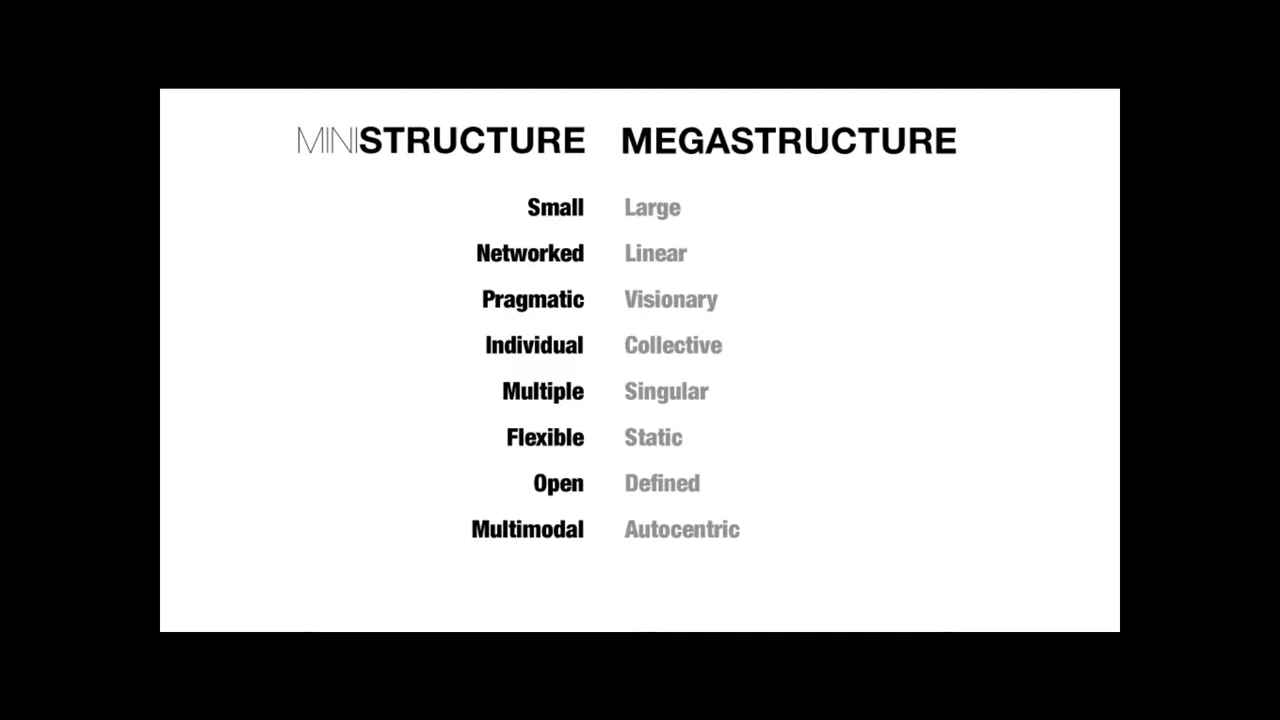 MINISTRUCTURE MEGASTRUCTURE
Small Large
Networked Linear
Pragmatic Visionary
Individual Collective
Multiple Singular
Flexible Static
Open Defined
Multimodal Autocentric